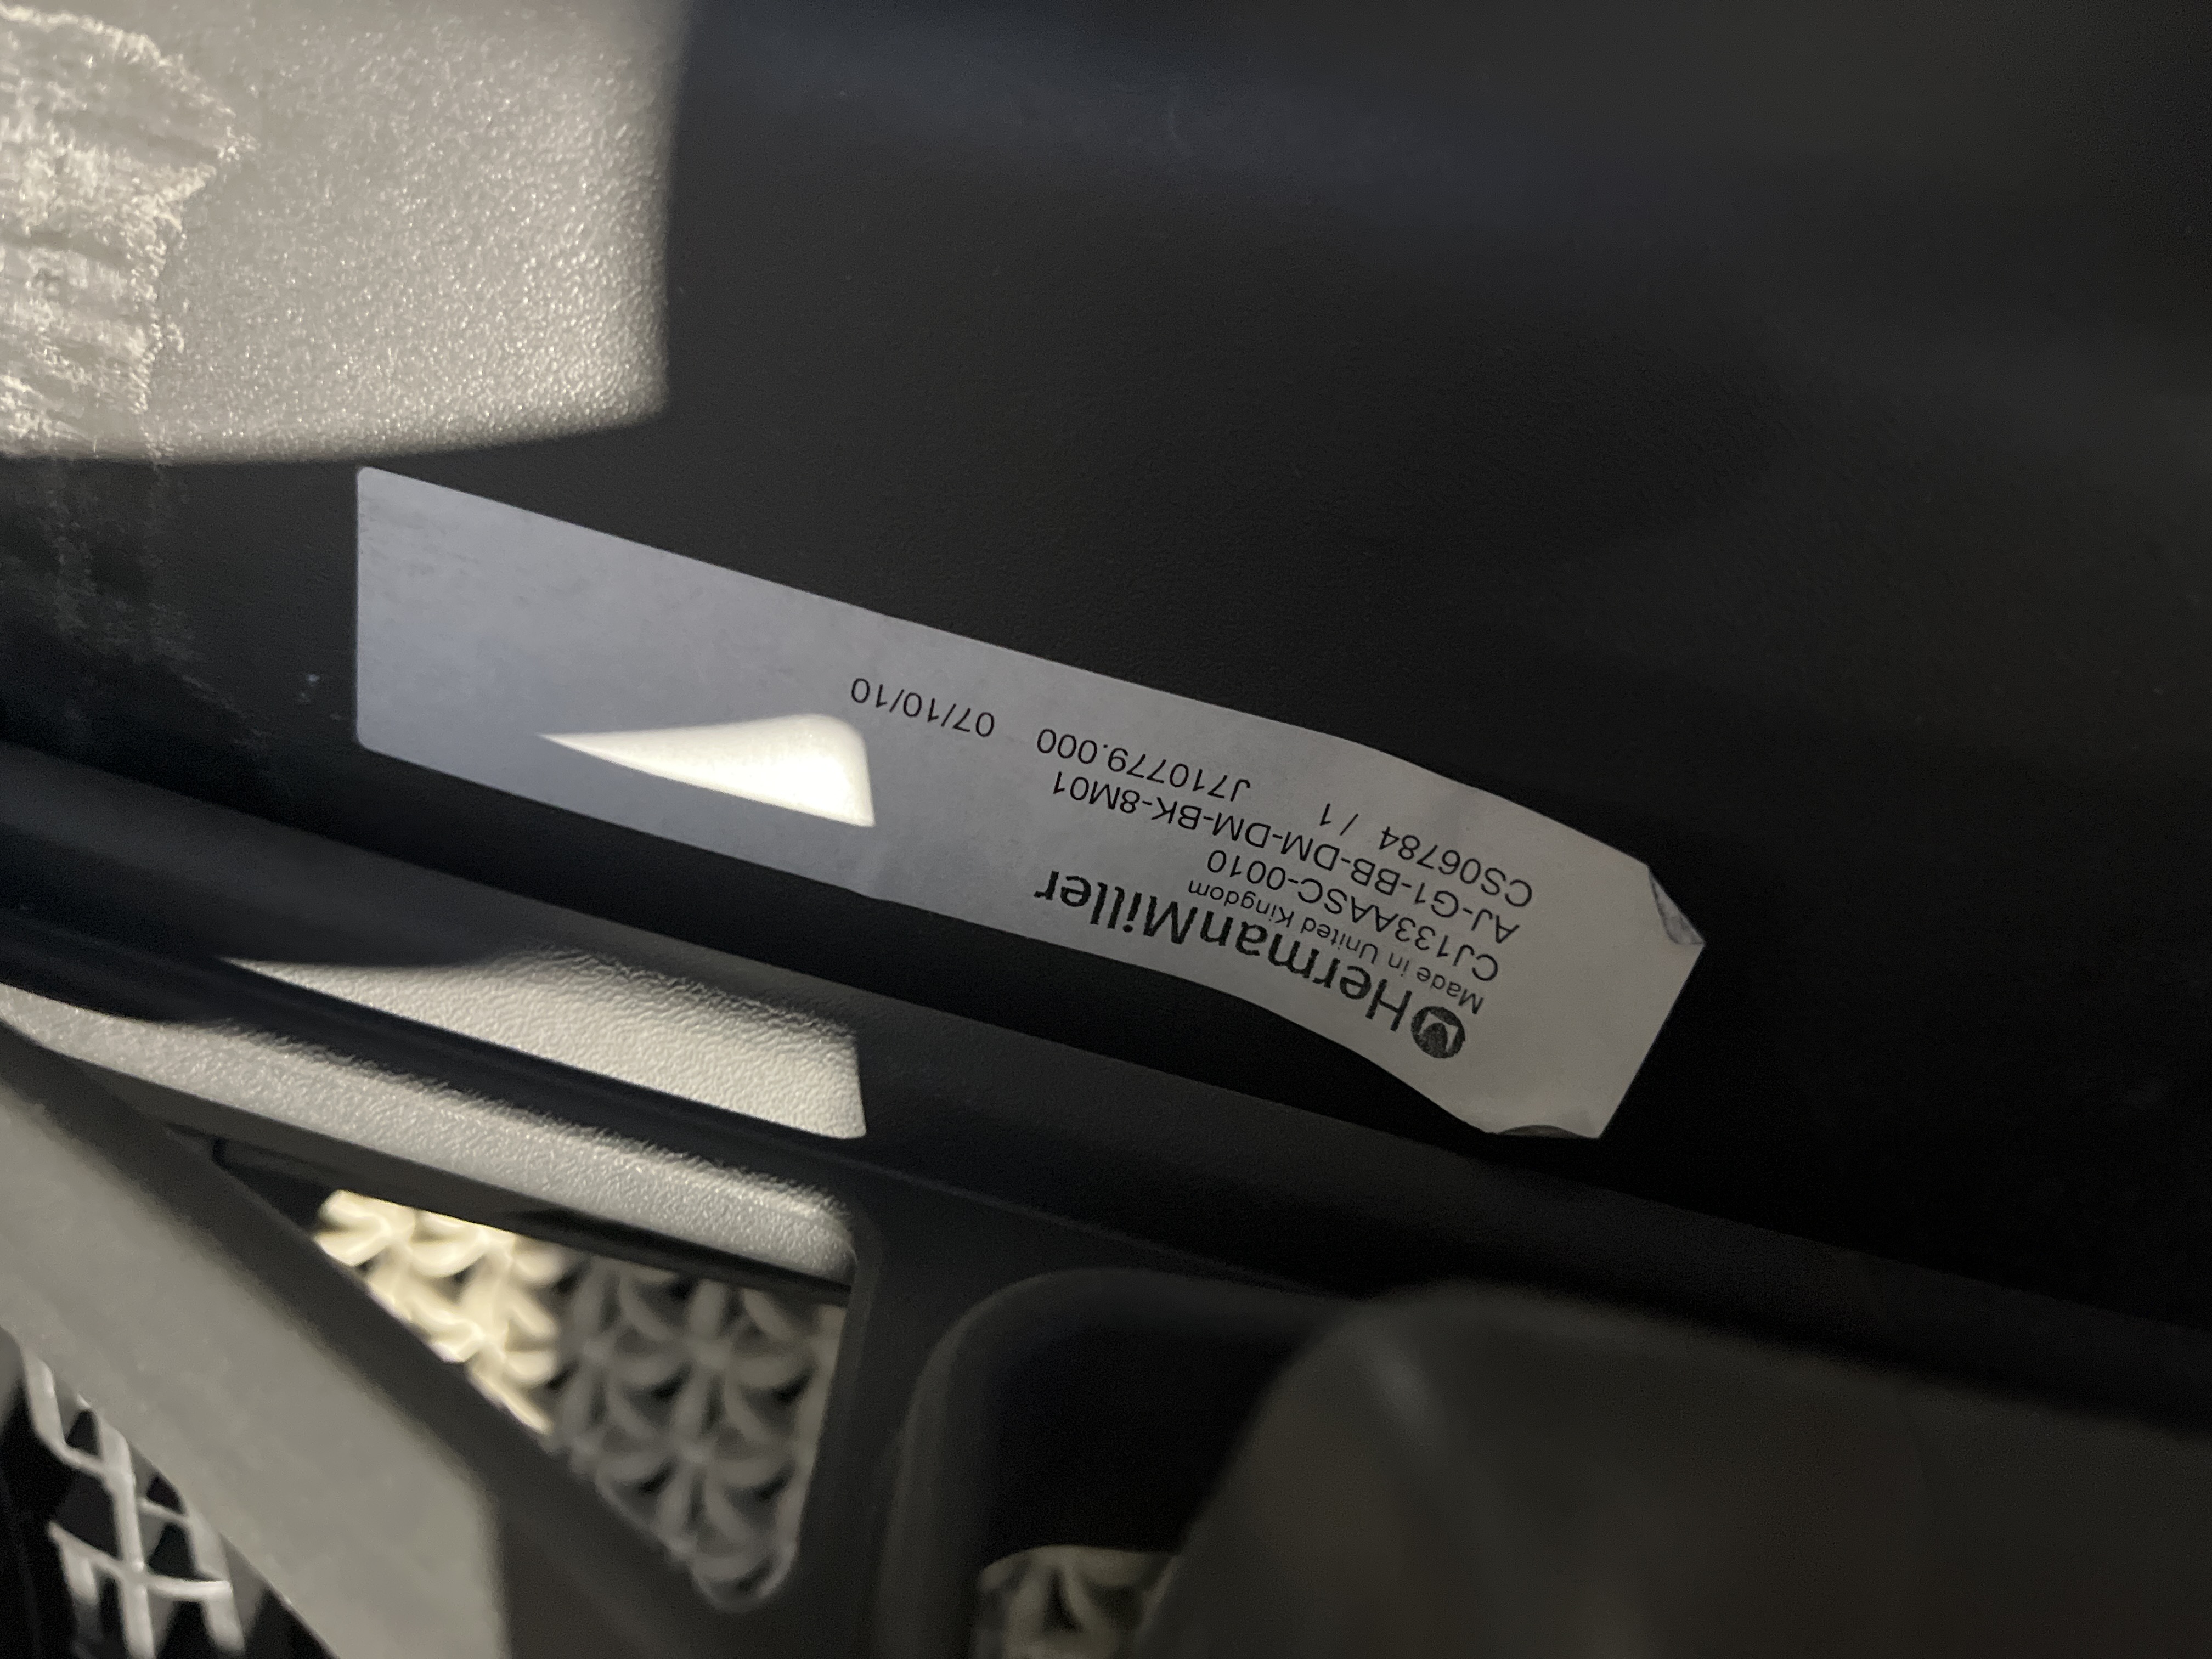 HermanMiller
Made in United Kingdom
CJ133AASC-0010
AJ-G1-BB-DM-DM-BK-8M01
CS06784 / 1 J710779.000 07/10/10